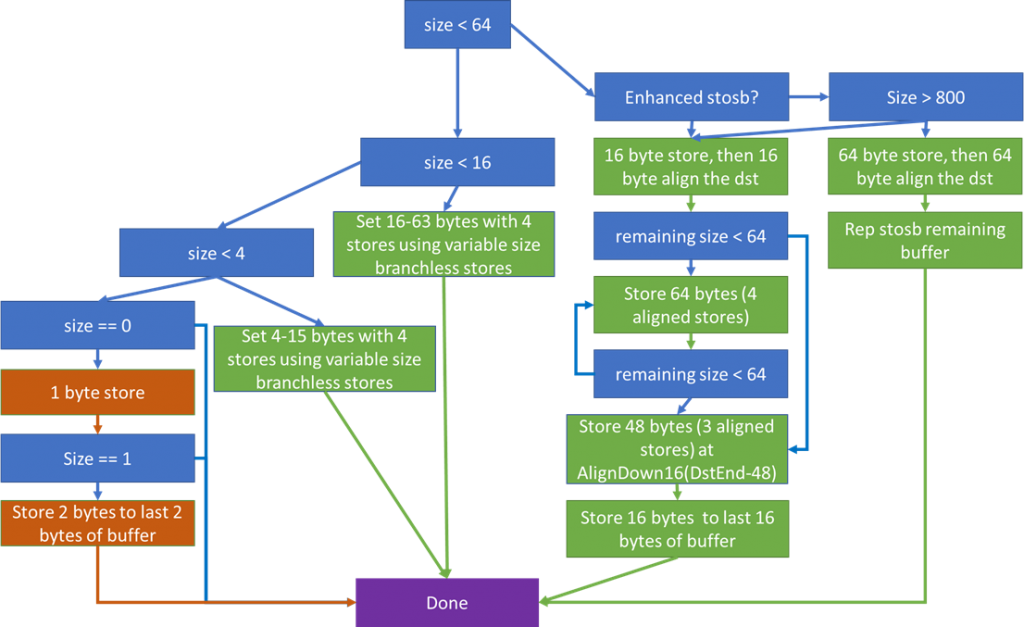 size < 64
Enhanced stosb?
Size > 800
size < 16
16 byte store, then 16
byte align the dst
64 byte store, then 64
byte align the dst
Set 16-63 bytes with 4
stores using variable size
branchless stores
remaining size < 64
Rep stosb remaining
buffer
size < 4
Store 64 bytes (4
aligned stores)
size == 0
Set 4-15 bytes with 4
stores using variable size
branchless stores
remaining size < 64
1 byte store
Store 48 bytes (3 aligned
stores) at
AlignDown16(DstEnd-48)
Size == 1
Store 2 bytes to last 2
bytes of buffer
Store 16 bytes  to last 16
bytes of buffer
Done